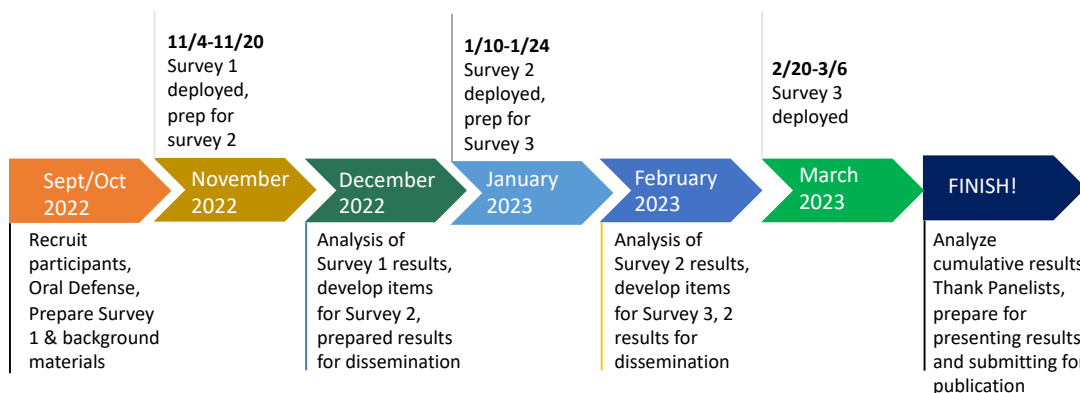 11/4-11/20
Survey 1
deployed,
prep for
survey 2
1/10-1/24
Survey 2
deployed,
prep for
Survey 3
2/20-3/6
Survey 3
deployed
Sept/Oct
2022
November
2022
December
2022
January
2023
February
2023
March
2023
FINISH!
Recruit
participants,
Oral Defense,
Prepare Survey
1 & background
materials
Analysis of
Survey 1 results,
develop items
for Survey 2,
prepared results
for dissemination
Analysis of
Survey 2 results,
develop items
for Survey 3, 2
results for
dissemination
Analyze
cumulative results
Thank Panelists,
prepare for
presenting results
and submitting for
publication